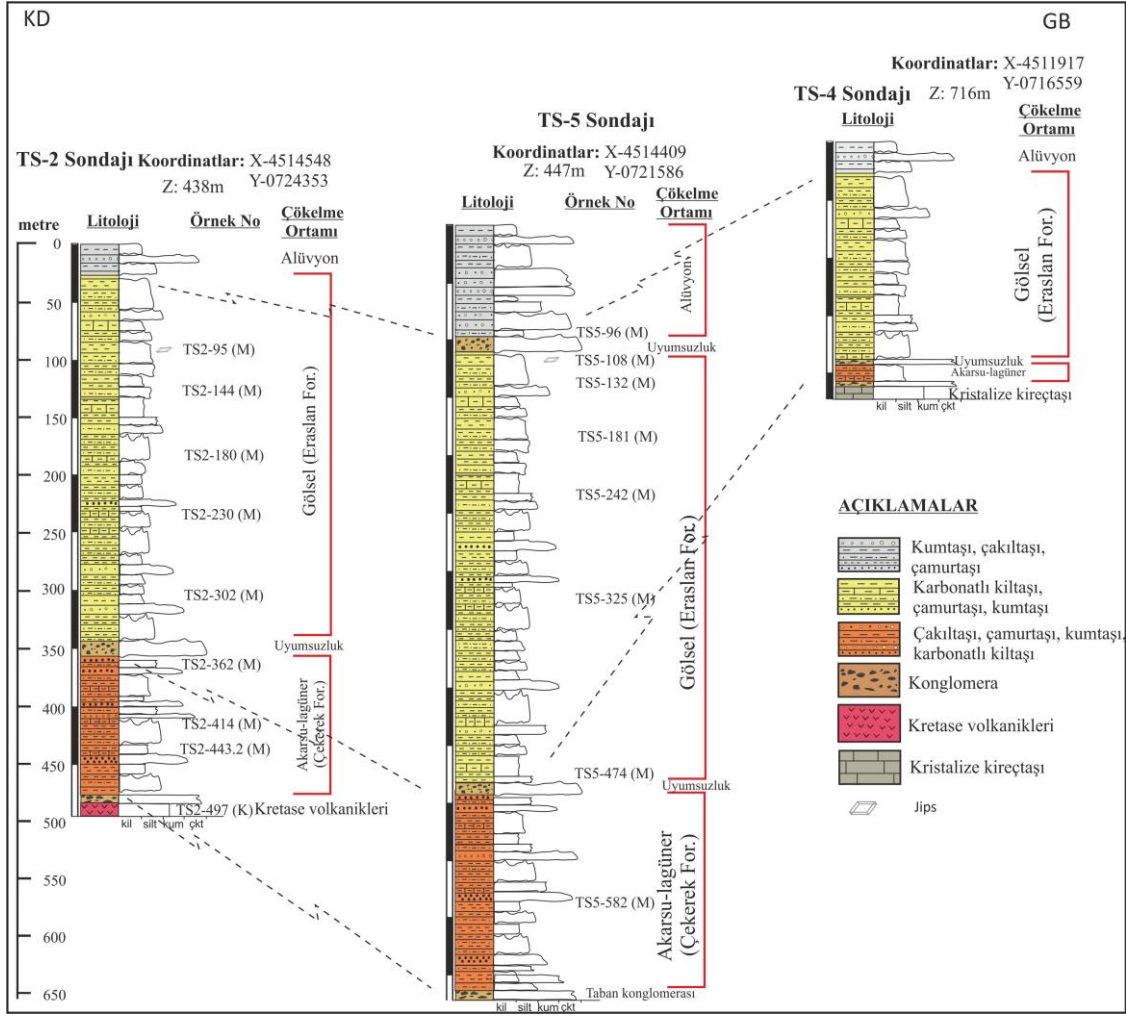 KD
GB
TS-2 Sondajı
Koordinatlar: X-4514548
Y-0724353
Z: 438m
metre
Litoloji
Örnek No
Çökelme
Ortamı
0
50
100
150
200
250
300
350
400
450
500
550
600
650
Alüvyon
TS2-95 (M)
TS2-144 (M)
TS2-180 (M)
TS2-230 (M)
TS2-302 (M)
Gölsel (Eraslan For.)
Uyumsuzluk
TS2-362 (M)
TS2-414 (M)
TS2-443.2 (M)
Akarsu-lagüner
(Çekerek For.)
TS2-497 (K) Kretase volkanikleri
kil silt kum çkt
TS-5 Sondajı
Koordinatlar: X-4514409
Z: 447m Y-0721586
Litoloji
Örnek No
Çökelme
Ortamı
Alüvyon
TS5-96 (M)
Uyumsuzluk
TS5-108 (M)
TS5-132 (M)
TS5-181 (M)
TS5-242 (M)
TS5-325 (M)
Gölsel (Eraslan For.)
TS5-474 (M)
Uyumsuzluk
TS5-582 (M)
Akarsu-lagüner
(Çekerek For.)
Taban konglomerası
kil silt kum çkt
Koordinatlar: X-4511917
Y-0716559
TS-4 Sondajı Z: 716m
Litoloji
Çökelme
Ortamı
Alüvyon
Gölsel
(Eraslan For.)
Uyumsuzluk
Akarsu-lagüner
Kristalize kireçtaşı
kil silt kum çkt
AÇIKLAMALAR
Kumtaşı, çakıltaşı,
çamurtaşı
Karbonatlı kiltaşı,
çamurtaşı, kumtaşı
Çakıltaşı, çamurtaşı, kumtaşı,
karbonatlı kiltaşı
Konglomera
Kretase volkanikleri
Kristalize kireçtaşı
Jips